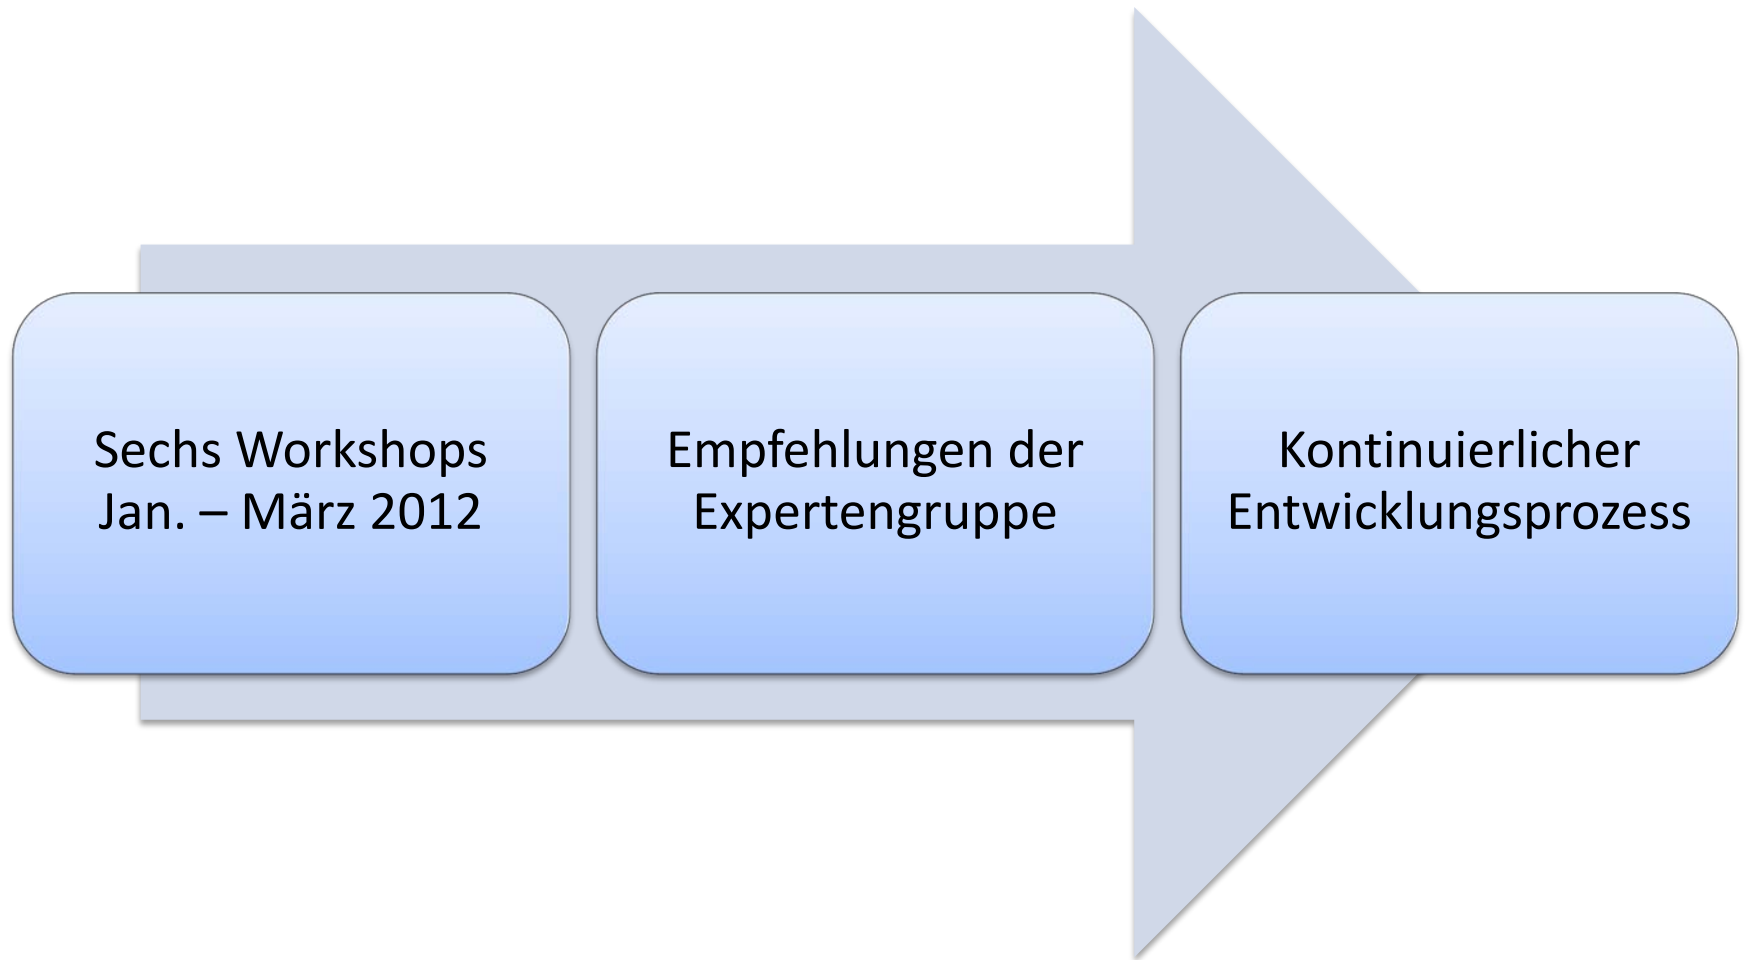 Sechs Workshops
Jan. – März 2012
Empfehlungen der
Expertengruppe
Kontinuierlicher
Entwicklungsprozess